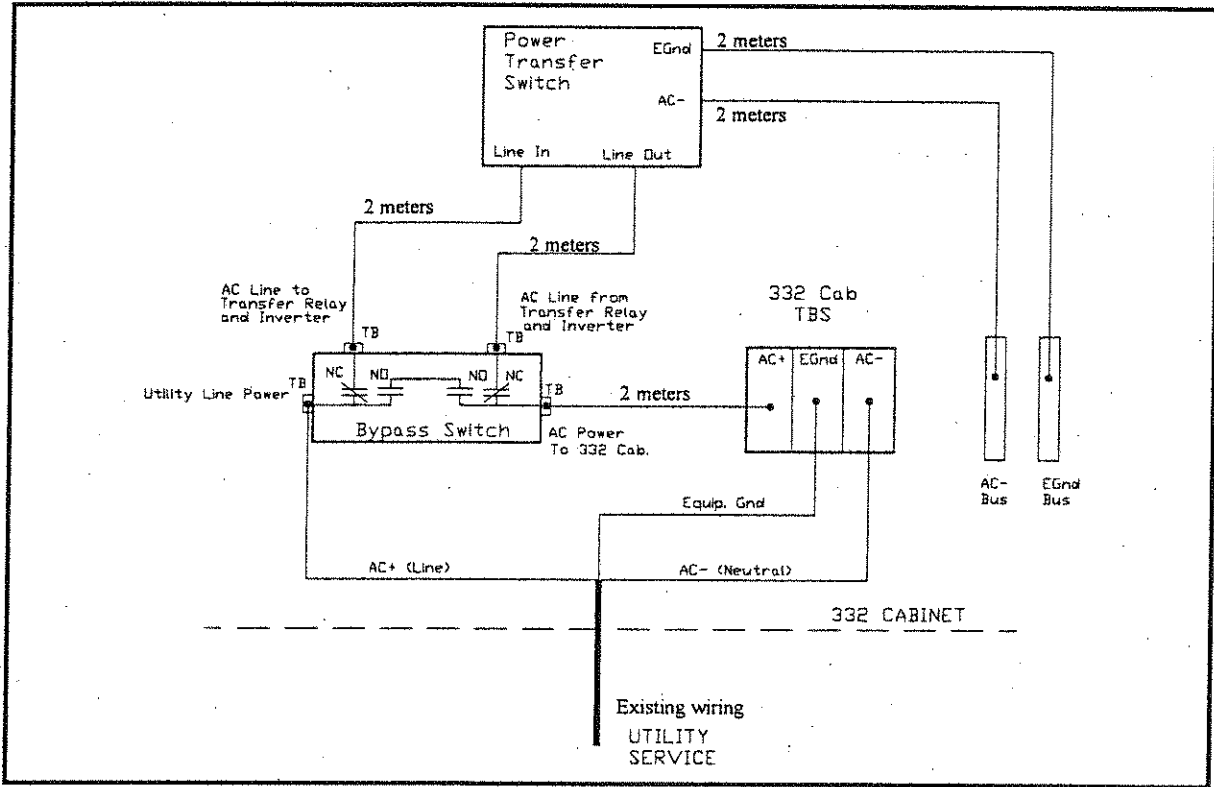 Power
Transfer
Switch
EGnd
2 meters
AC-
2 meters
Line In
Line Out
2 meters
2 meters
AC Line to
Transfer Relay
and Inverter
TB
AC Line from
Transfer Relay
and Inverter
TB
332 Cab
TBS
AC+
EGnd
AC-
Utility Line Power
TB
NC
NO
NO
NC
TB
2 meters
Bypass Switch
AC Power
To 332 Cab.
AC-
Bus
EGnd
Bus
Equip. Gnd
AC+ (Line)
AC- (Neutral)
332 CABINET
Existing wiring
UTILITY
SERVICE